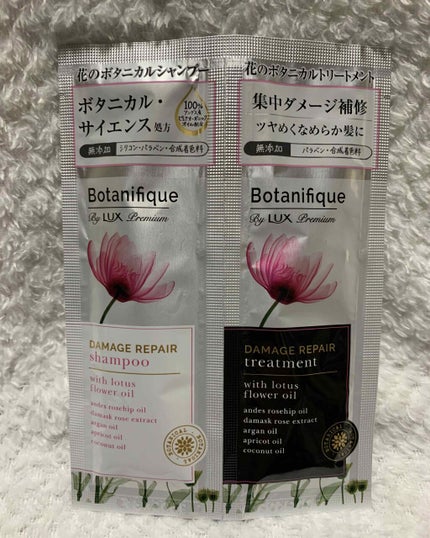 花のボタニカルシャンプー
ボタニカル・
サイエンス処方
100%
無添加 シリコン・パラベン・合成着色料
Botanifique
By LUX Premium
DAMAGE REPAIR
shampoo
with lotus
flower oil
andes rosehip oil
damask rose extract
argan oil
apricot oil
coconut oil
花のボタニカルトリートメント
集中ダメージ補修
ツヤめくなめらか髪に
無添加 パラベン・合成着色料
Botanifique
By LUX Premium
DAMAGE REPAIR
treatment
with lotus
flower oil
andes rosehip oil
damask rose extract
argan oil
apricot oil
coconut oil